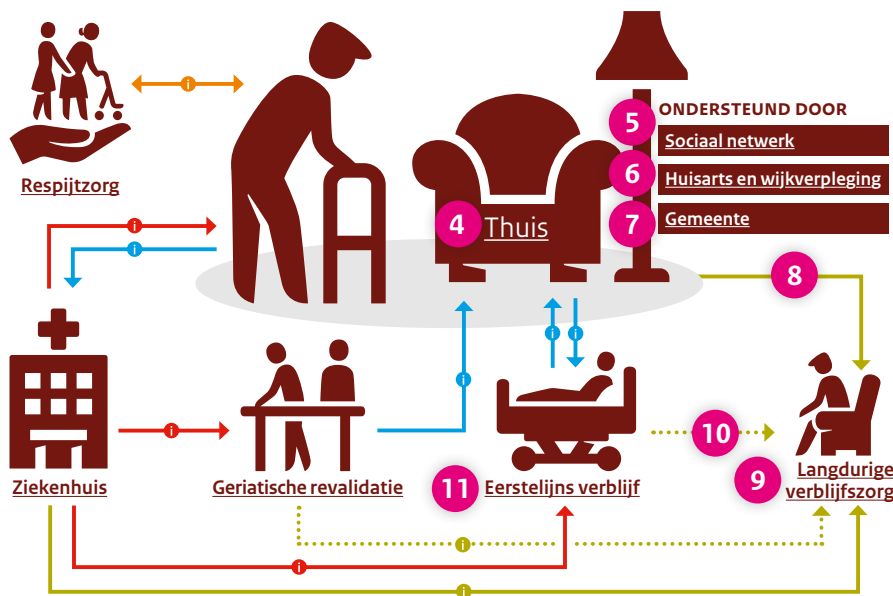 Respijtzorg
i
i
i
ONDERSTEUND DOOR
5
Sociaal netwerk
6
Huisarts en wijkverpleging
7
Gemeente
4 Thuis
8
i
i
i
i
10
Ziekenhuis
Geriatische revalidatie
11 Eerstelijns verblijf
9 Langdurige
verblijfszorg
i
i
i